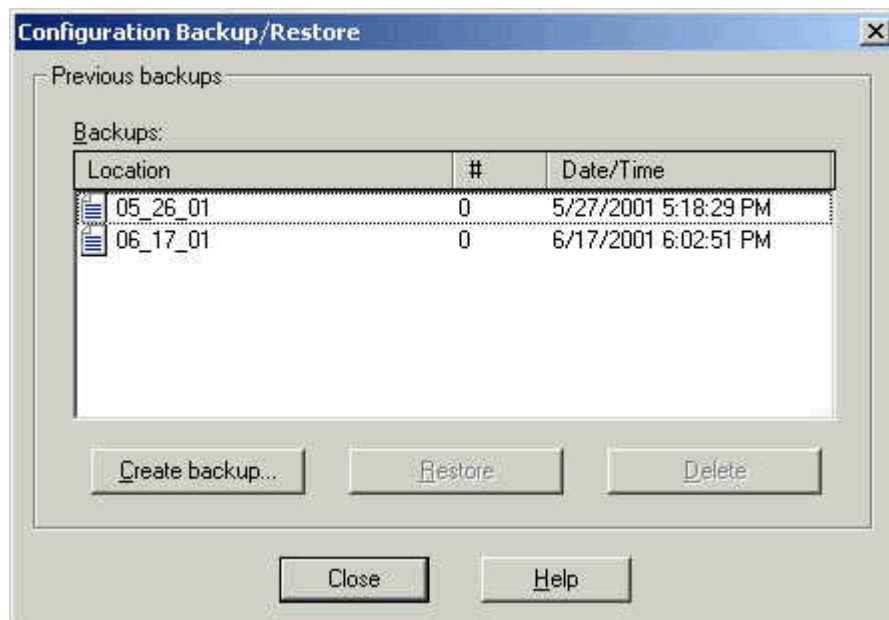 Configuration Backup/Restore
Previous backups
Backups:
Location # Date/Time
05_26_01 0 5/27/2001 5:18:29 PM
06_17_01 0 6/17/2001 6:02:51 PM
Create backup... Restore Delete
Close Help